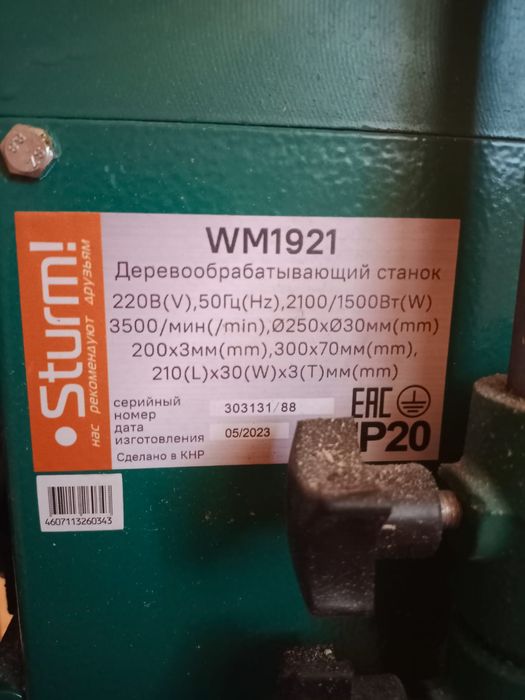 •Sturm!
нас рекомендуют друзьям
WM1921
Деревообрабатывающий станок
220В(V),50Гц(Hz),2100/1500Вт(W)
3500/мин(/min),Ø250xØ30мм(mm)
200x3мм(mm),300x70мм(mm),
210(L)x30(W)x3(T)мм(mm)
серийный номер 303131/88
дата изготовления 05/2023
Сделано в КНР
EAC
IP20
4607113260343